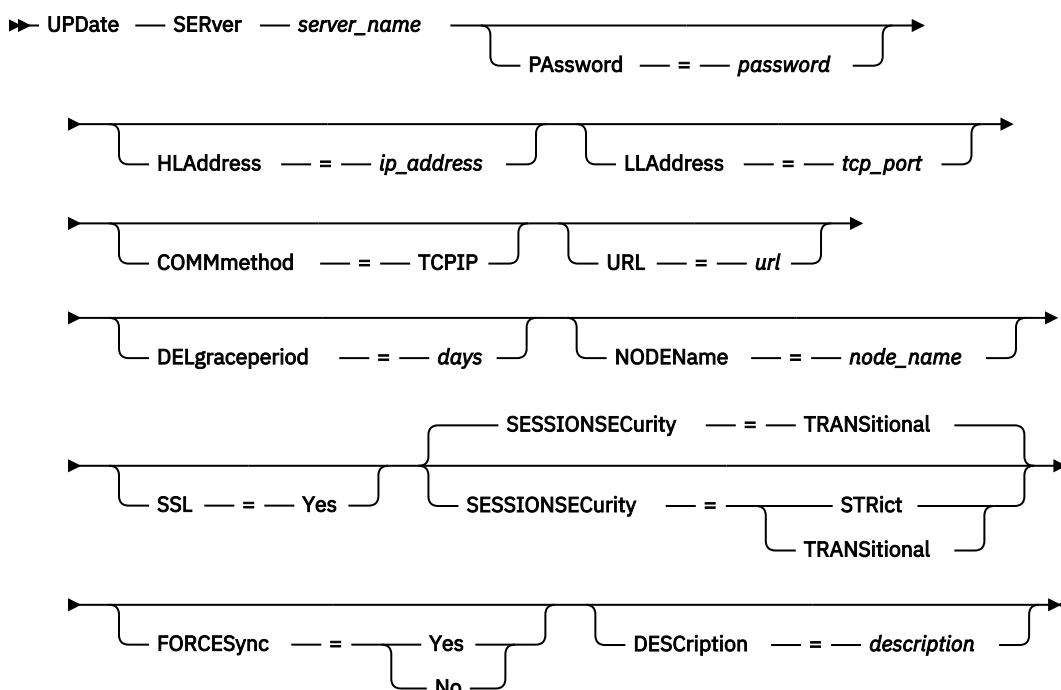 UPDate SERver server_name
PAssword = password
HLAddress = ip_address LLAddress = tcp_port
COMMmethod = TCPIP URL = url
DELgraceperiod = days NODEName = node_name
SESSIONSECurity = TRANSitional
SSL = Yes SESSIONSECurity = STRict
TRANSitional
FORCESync = Yes DESCription = description
No